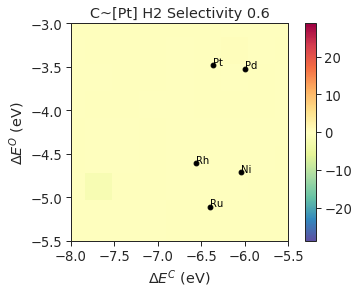 C~[Pt] H2 Selectivity 0.6
−3.0
−3.5
−4.0
−4.5
−5.0
−5.5
ΔE^O (eV)
Pt
Pd
Rh
Ni
Ru
−8.0 −7.5 −7.0 −6.5 −6.0 −5.5
ΔE^C (eV)
20
10
0
−10
−20